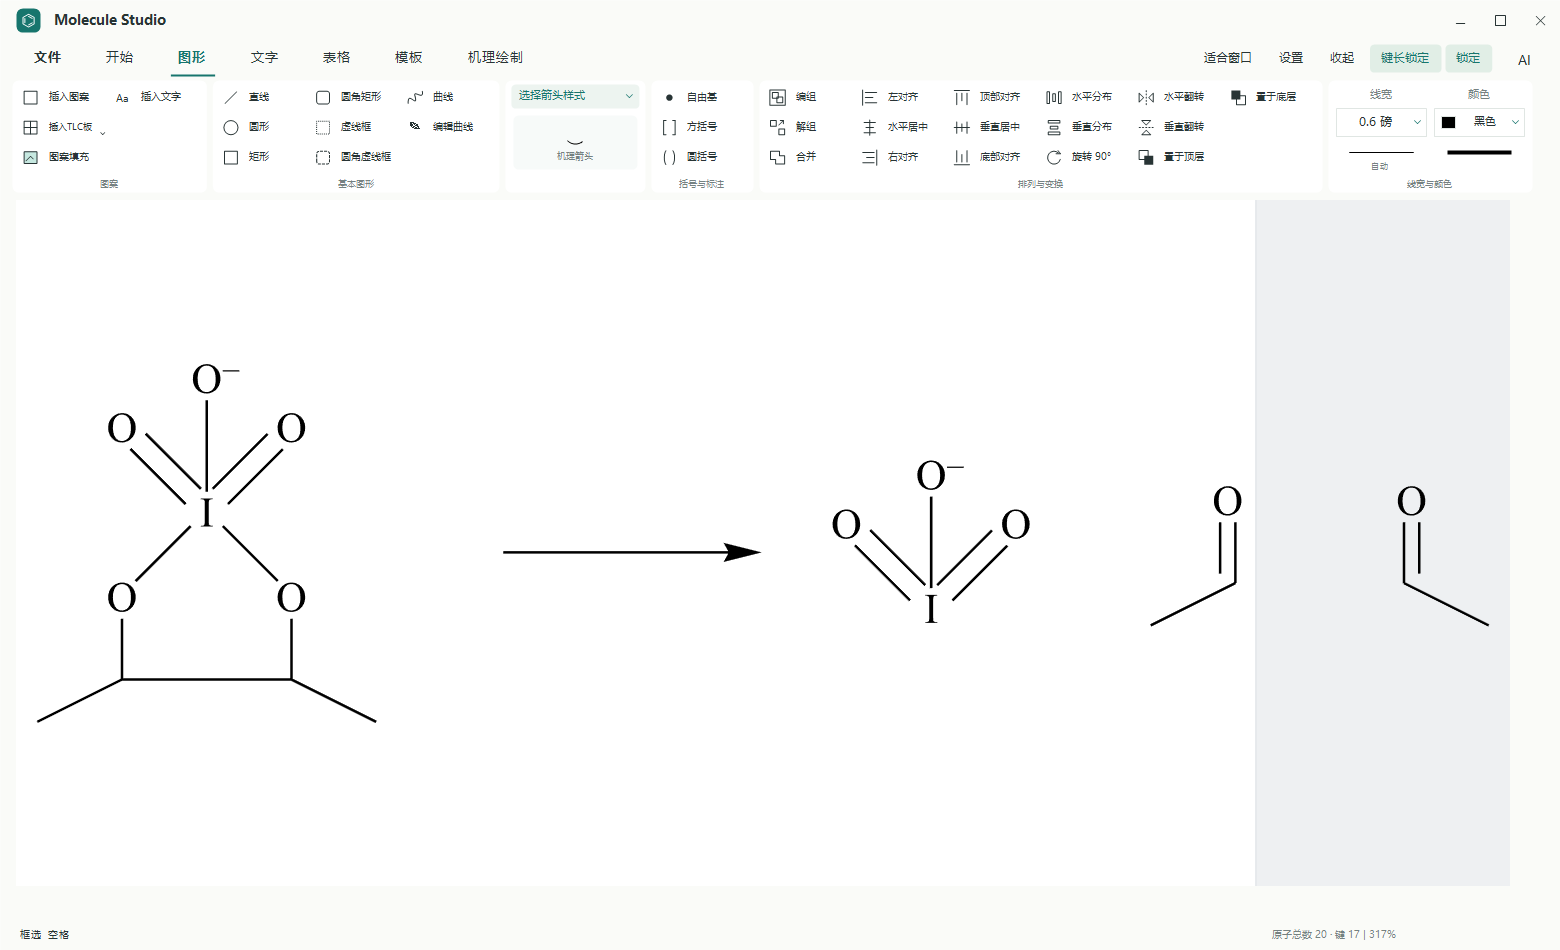 Molecule Studio
文件 开始 图形 文字 表格 模板 机理绘制 适合窗口 设置 收起 键长锁定 锁定 AI
插入图案 Aa 插入文字 直线 圆角矩形 曲线 选择箭头样式 自由基 编组 左对齐 顶部对齐 水平分布 水平翻转 置于底层 线宽 颜色
插入TLC板 圆形 虚线框 编辑曲线 方括号 解组 水平居中 垂直居中 垂直分布 垂直翻转 0.6 磅 黑色
图案填充 矩形 圆角虚线框 机理箭头 圆括号 合并 右对齐 底部对齐 旋转 90° 置于顶层 自动
图案 基本图形 括号与标注 排列与变换 线宽与颜色
O−
O O
I
O O
O−
O O
I
O O
框选 空格 原子总数 20 · 键 17 | 317%